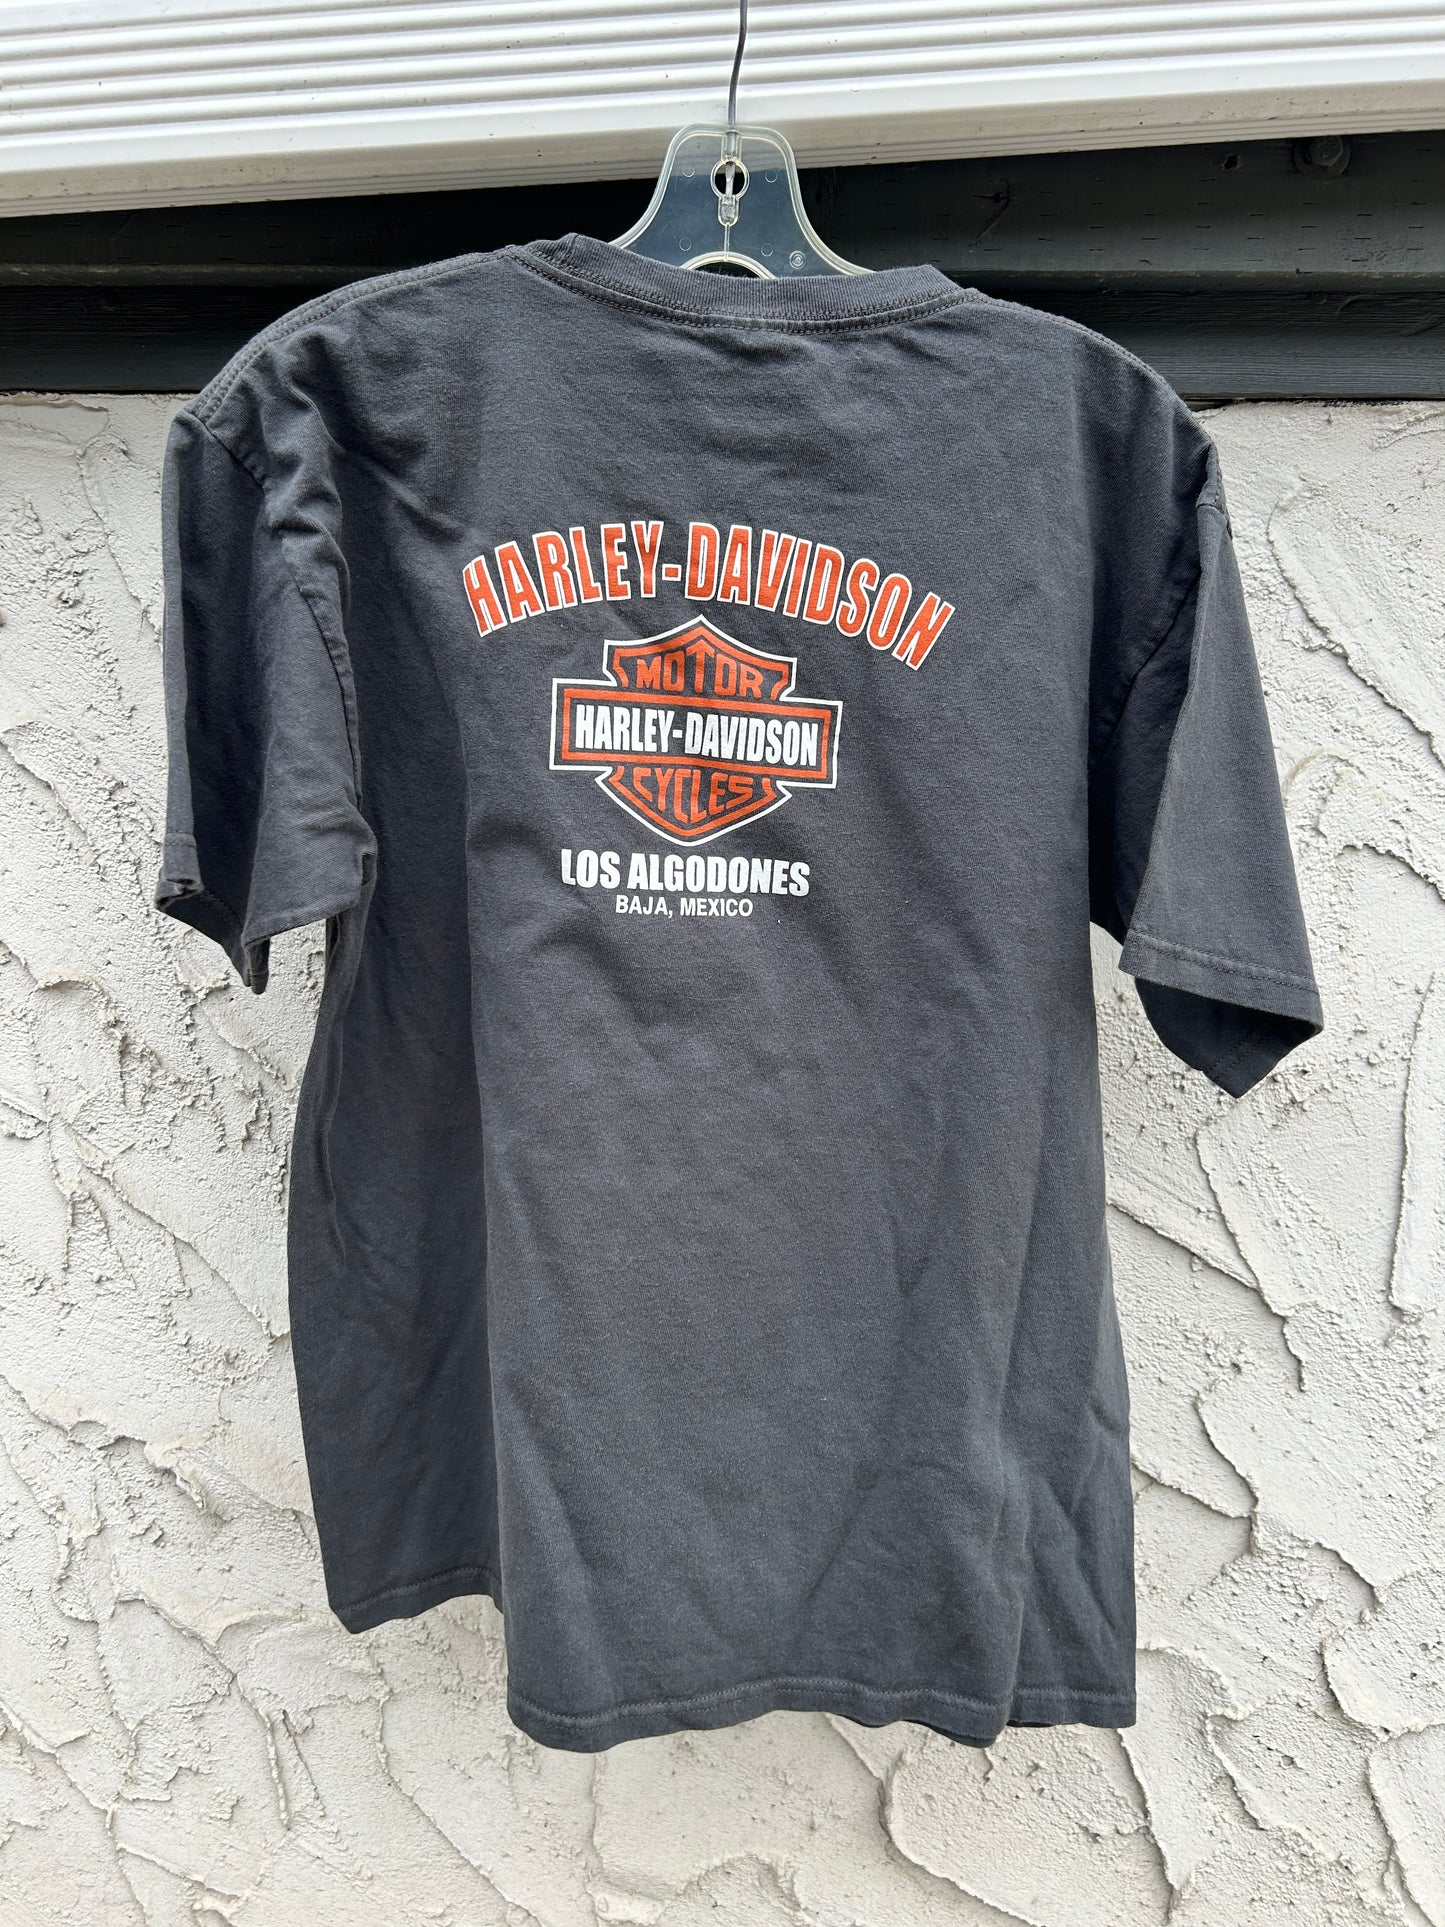 HARLEY-DAVIDSON
MOTOR
HARLEY-DAVIDSON
CYCLES
LOS ALGODONES
BAJA, MEXICO